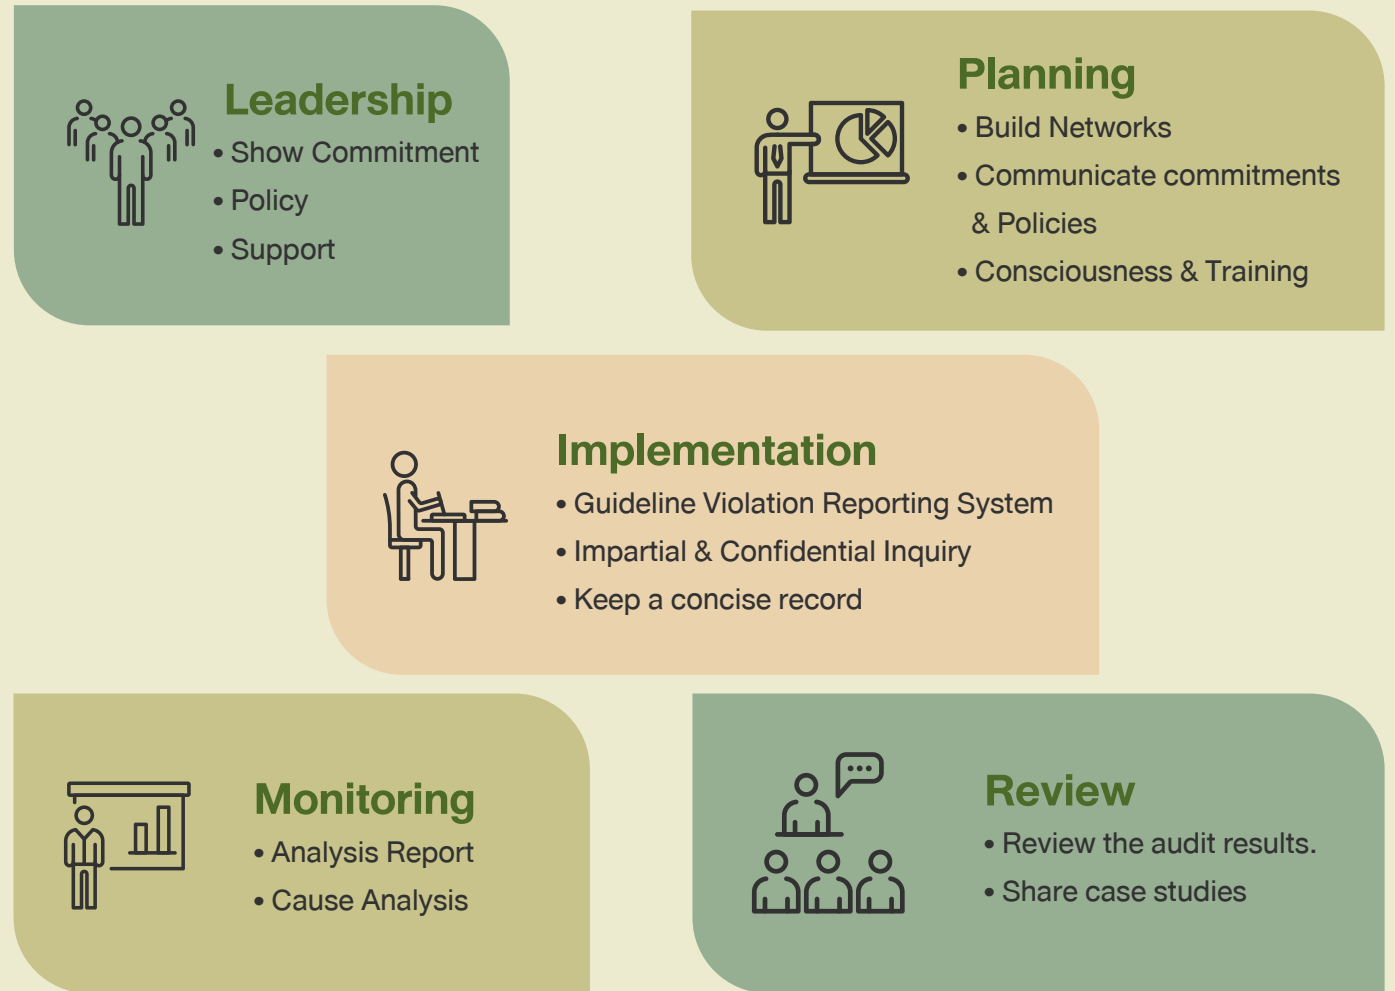 Leadership
• Show Commitment
• Policy
• Support
Planning
• Build Networks
• Communicate commitments
& Policies
• Consciousness & Training
Implementation
• Guideline Violation Reporting System
• Impartial & Confidential Inquiry
• Keep a concise record
Monitoring
• Analysis Report
• Cause Analysis
Review
• Review the audit results.
• Share case studies